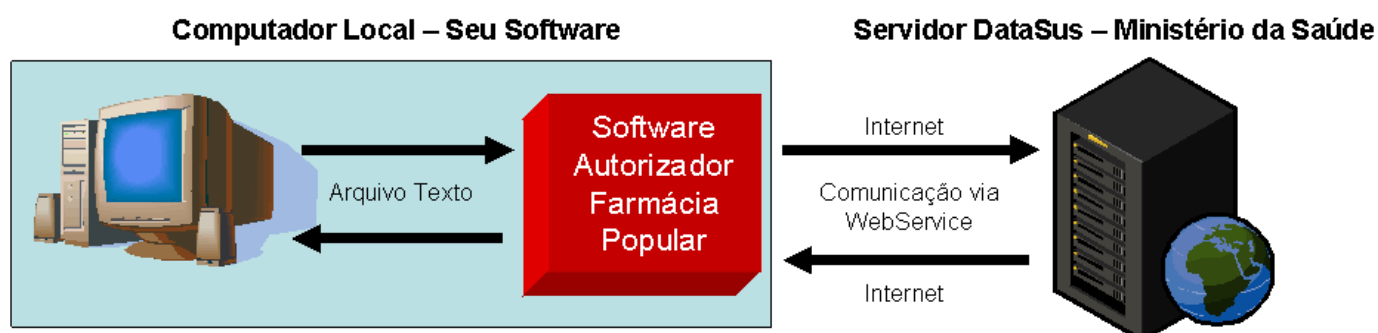 Computador Local – Seu Software
Servidor DataSus – Ministério da Saúde
Arquivo Texto
Software
Autorizador
Farmácia
Popular
Internet
Comunicação via
WebService
Internet